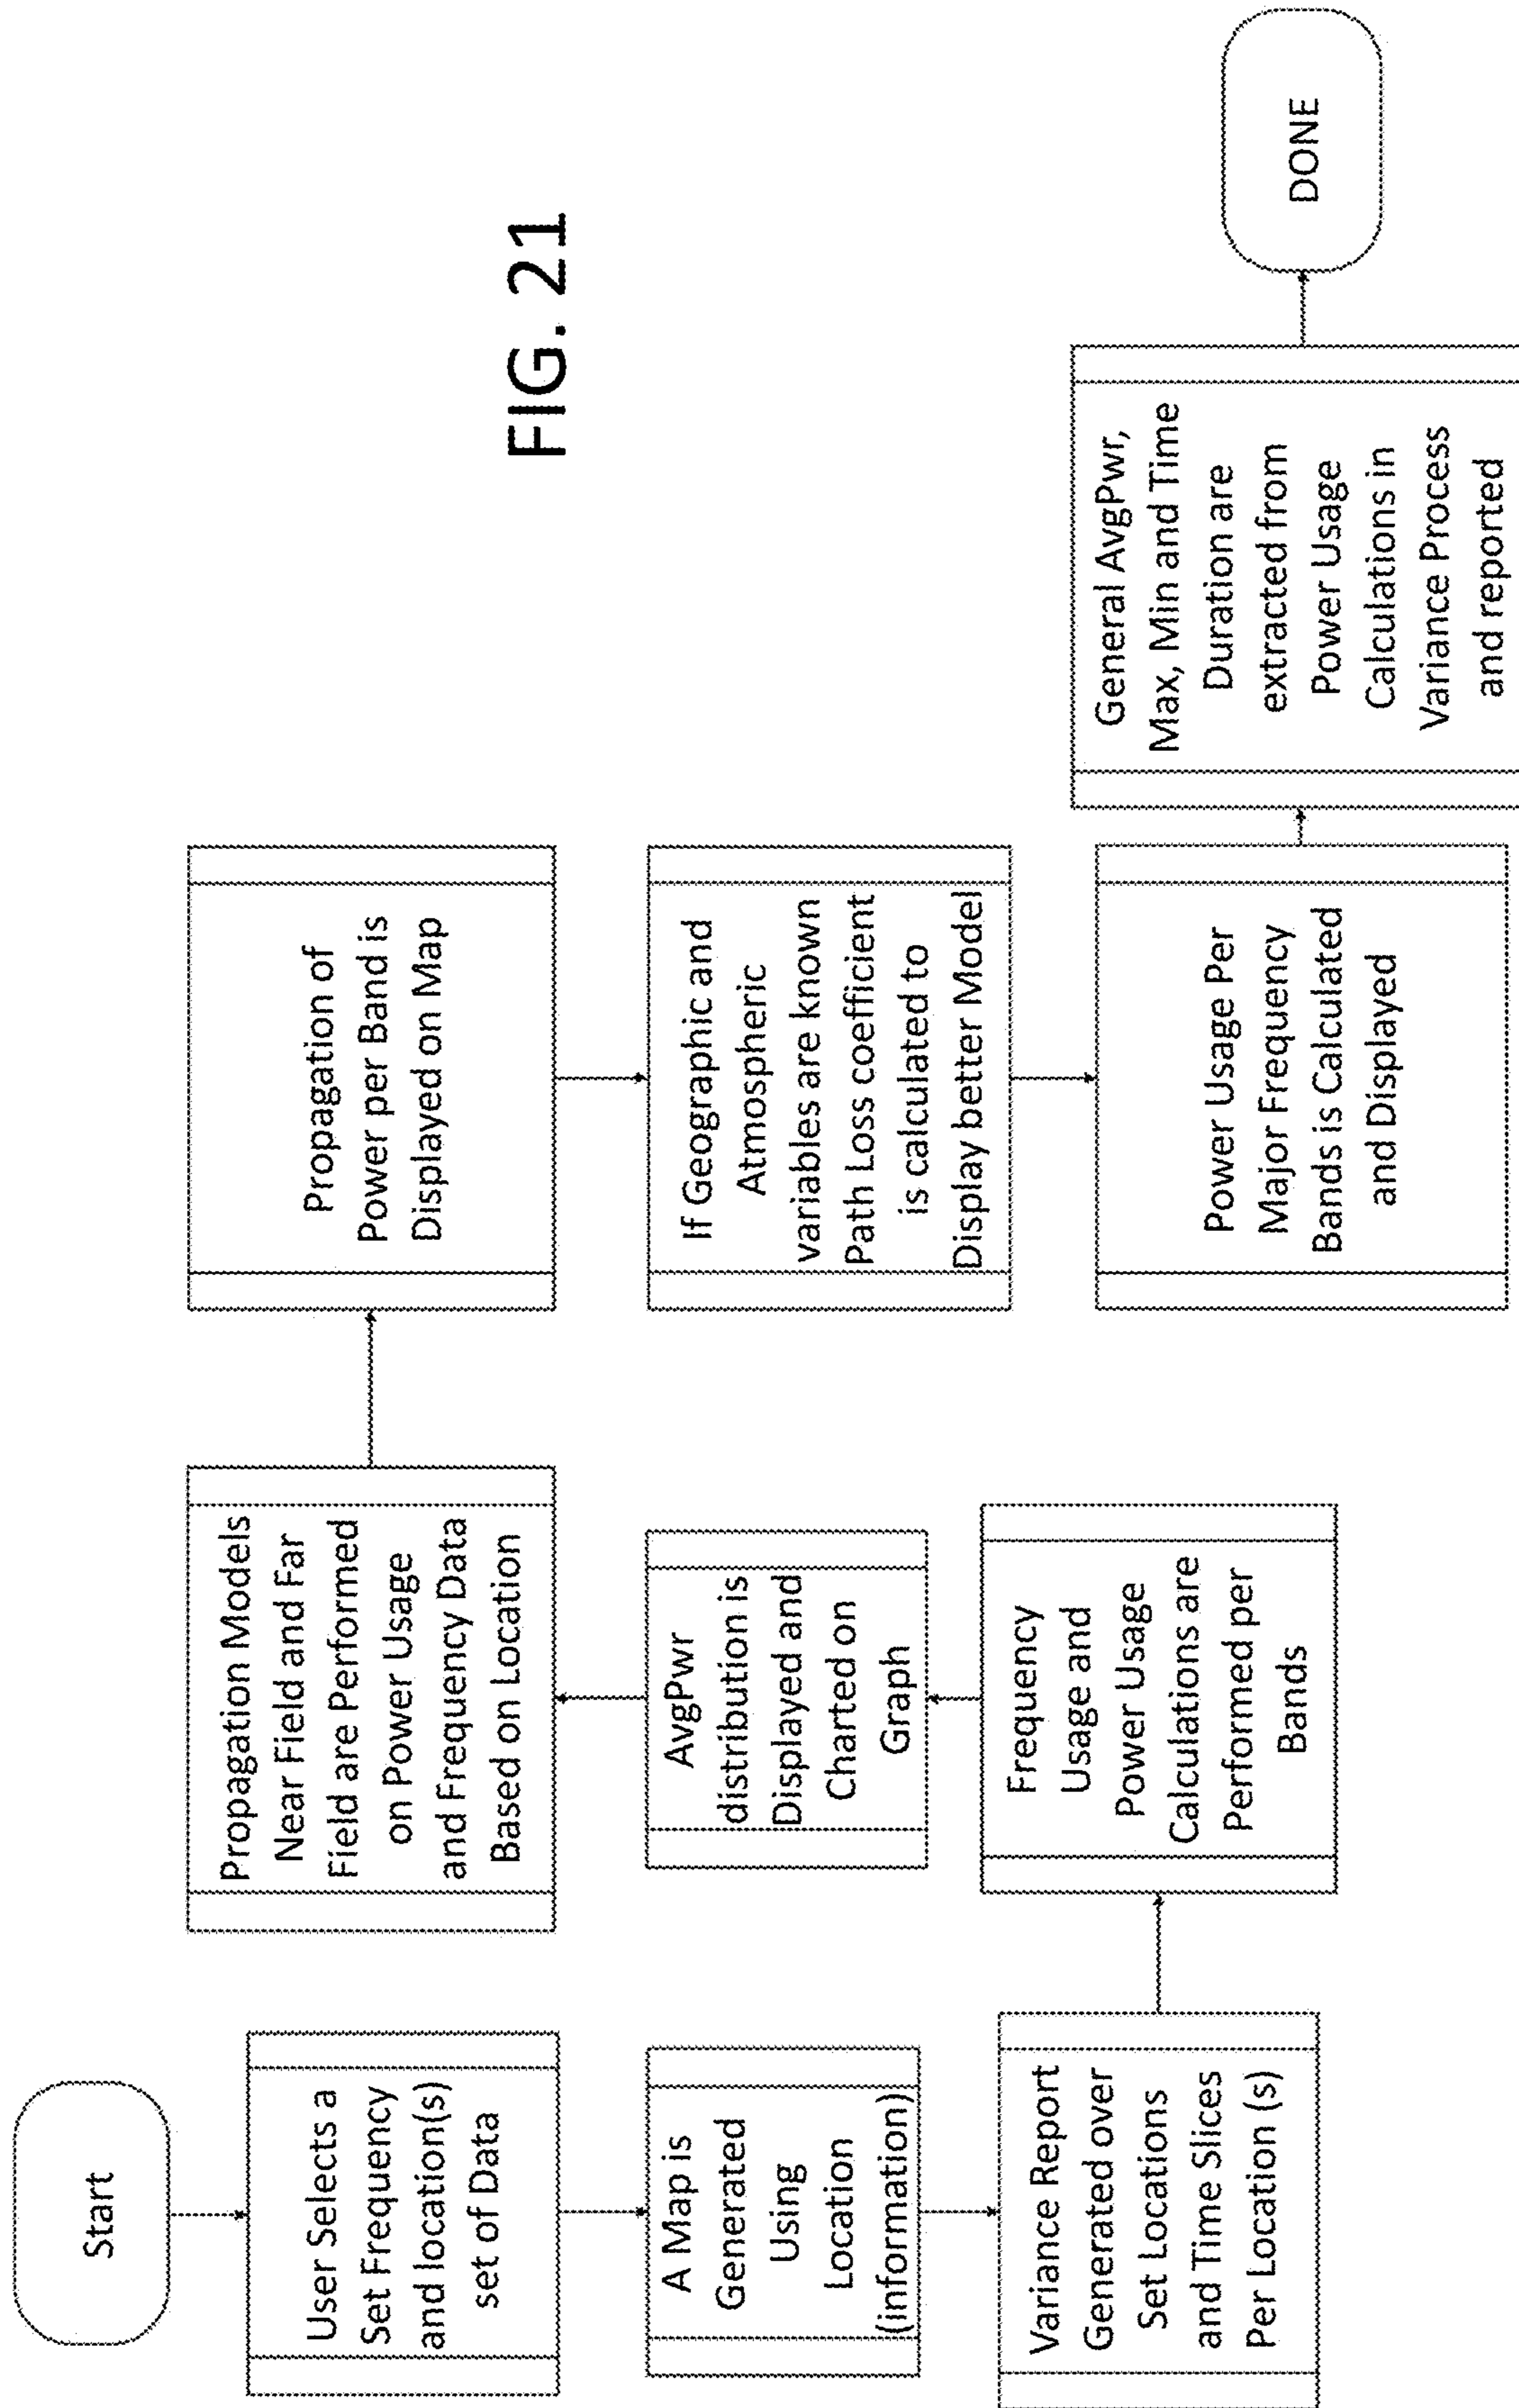 FIG. 21
Start
User Selects a
Set Frequency
and location(s)
set of Data
A Map is
Generated
Using
Location
(information)
Variance Report
Generated over
Set Locations
and Time Slices
Per Location (s)
Frequency
Usage and
Power Usage
Calculations are
Performed per
Bands
AvgPwr
distribution is
Displayed and
Charted on
Graph
Propagation Models
Near Field and Far
Field are Performed
on Power Usage
and Frequency Data
Based on Location
Propagation of
Power per Band is
Displayed on Map
If Geographic and
Atmospheric
variables are known
Path Loss coefficient
is calculated to
Display better Model
Power Usage Per
Major Frequency
Bands is Calculated
and Displayed
General AvgPwr,
Max, Min and Time
Duration are
extracted from
Power Usage
Calculations in
Variance Process
and reported
DONE